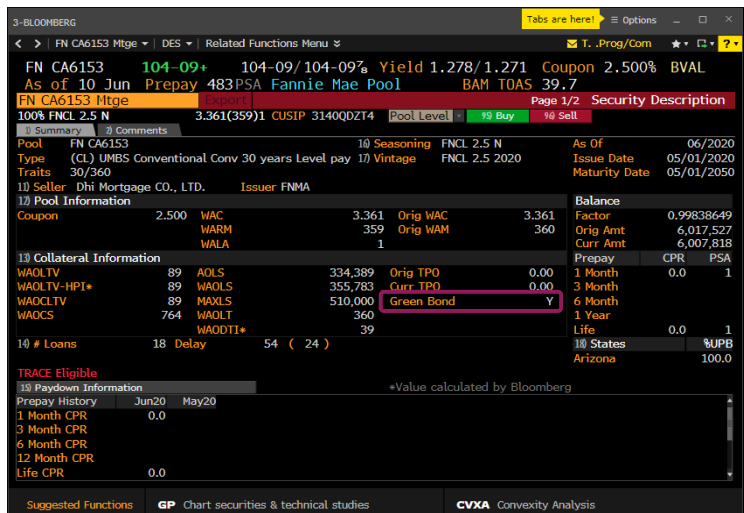 3-BLOOMBERG Tabs are here! Options
FN CA6153 Mtge DES Related Functions Menu T. .Prog/Com ?
FN CA6153 104-09+ 104-09/104-09⅞ Yield 1.278/1.271 Coupon 2.500% BVAL
As of 10 Jun Prepay 483PSA Fannie Mae Pool BAM TOAS 39.7
FN CA6153 Mtge Export Page 1/2 Security Description
100% FNCL 2.5 N 3.361(359)1 CUSIP 3140QDZT4 Pool Level 99) Buy 98) Sell
1) Summary 2) Comments
Pool FN CA6153 16) Seasoning FNCL 2.5 N As Of 06/2020
Type (CL) UMBS Conventional Conv 30 years Level pay 17) Vintage FNCL 2.5 2020 Issue Date 05/01/2020
Traits 30/360 Maturity Date 05/01/2050
11) Seller Dhi Mortgage CO., LTD. Issuer FNMA
12) Pool Information Balance
Coupon 2.500 WAC 3.361 Orig WAC 3.361 Factor 0.99838649
WARM 359 Orig WAM 360 Orig Amt 6,017,527
WALA 1 Curr Amt 6,007,818
13) Collateral Information Prepay CPR PSA
WAOLTV 89 AOLS 334,389 Orig TPO 0.00 1 Month 0.0 1
WAOLTV-HPI* 89 WAOLS 355,783 Curr TPO 0.00 3 Month
WAOCLTV 89 MAXLS 510,000 Green Bond Y 6 Month
WAOCS 764 WAOLT 360 1 Year
WAODTI* 39 Life 0.0 1
14) # Loans 18 Delay 54 ( 24 ) 18) States %UPB
Arizona 100.0
TRACE Eligible
15) Paydown Information *Value calculated by Bloomberg
Prepay History Jun20 May20
1 Month CPR 0.0
3 Month CPR
6 Month CPR
12 Month CPR
Life CPR 0.0
Suggested Functions GP Chart securities & technical studies CVXA Convexity Analysis